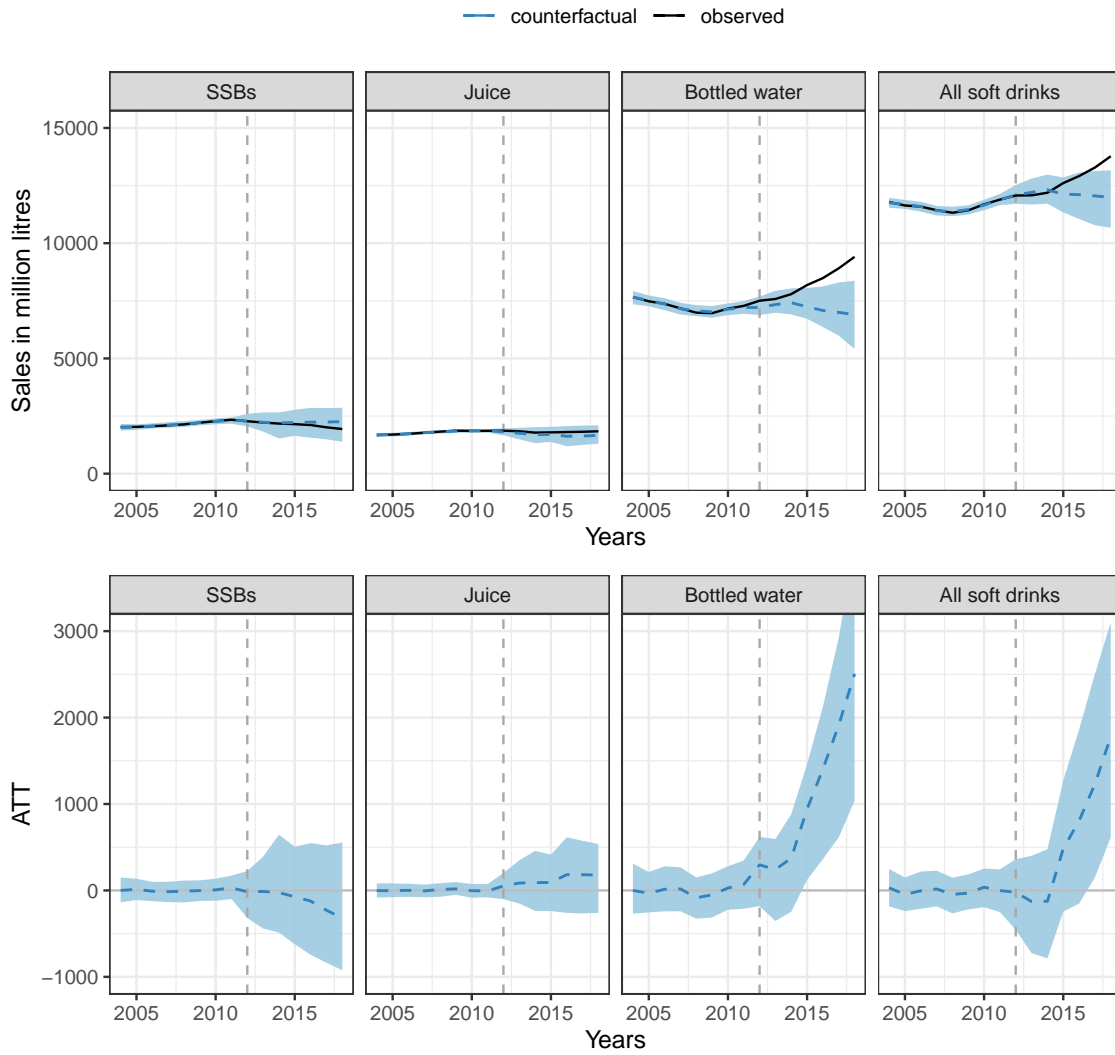 counterfactual observed
SSBs Juice Bottled water All soft drinks
15000
10000
5000
0
Sales in million litres
2005 2010 2015 2005 2010 2015 2005 2010 2015 2005 2010 2015
Years
SSBs Juice Bottled water All soft drinks
3000
2000
1000
0
−1000
ATT
2005 2010 2015 2005 2010 2015 2005 2010 2015 2005 2010 2015
Years